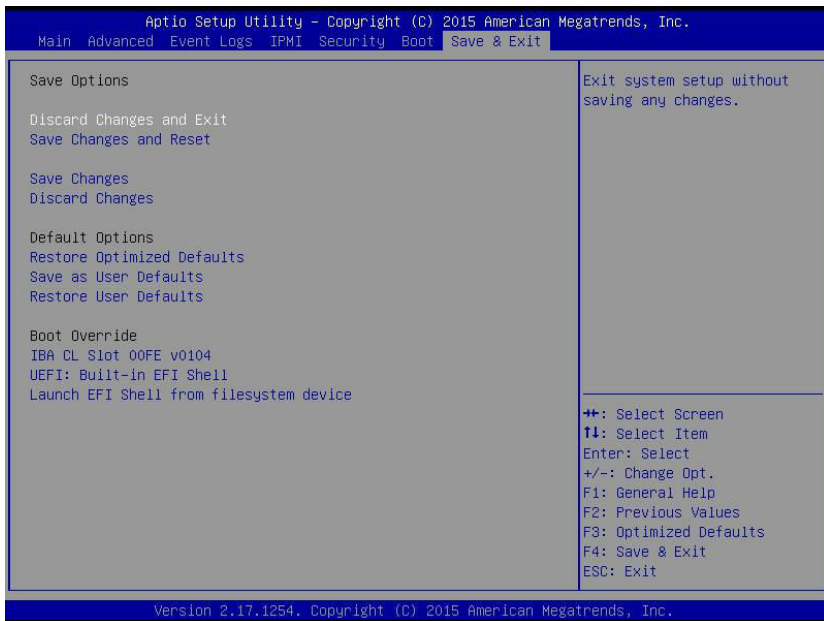 Aptio Setup Utility – Copyright (C) 2015 American Megatrends, Inc.
Main Advanced Event Logs IPMI Security Boot Save & Exit
Save Options
Discard Changes and Exit
Save Changes and Reset
Save Changes
Discard Changes
Default Options
Restore Optimized Defaults
Save as User Defaults
Restore User Defaults
Boot Override
IBA CL Slot 00FE v0104
UEFI: Built-in EFI Shell
Launch EFI Shell from filesystem device
Exit system setup without
saving any changes.
→←: Select Screen
↑↓: Select Item
Enter: Select
+/-: Change Opt.
F1: General Help
F2: Previous Values
F3: Optimized Defaults
F4: Save & Exit
ESC: Exit
Version 2.17.1254. Copyright (C) 2015 American Megatrends, Inc.